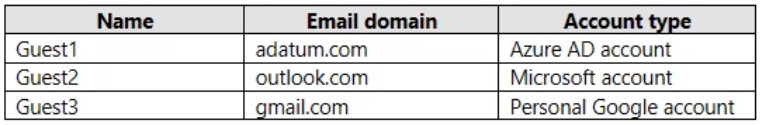 Name Email domain Account type
Guest1 adatum.com Azure AD account
Guest2 outlook.com Microsoft account
Guest3 gmail.com Personal Google account